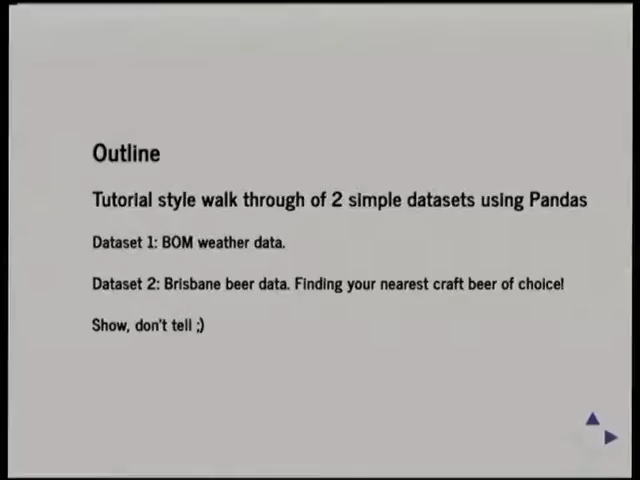 Outline
Tutorial style walk through of 2 simple datasets using Pandas
Dataset 1: BOM weather data.
Dataset 2: Brisbane beer data. Finding your nearest craft beer of choice!
Show, don't tell ;)